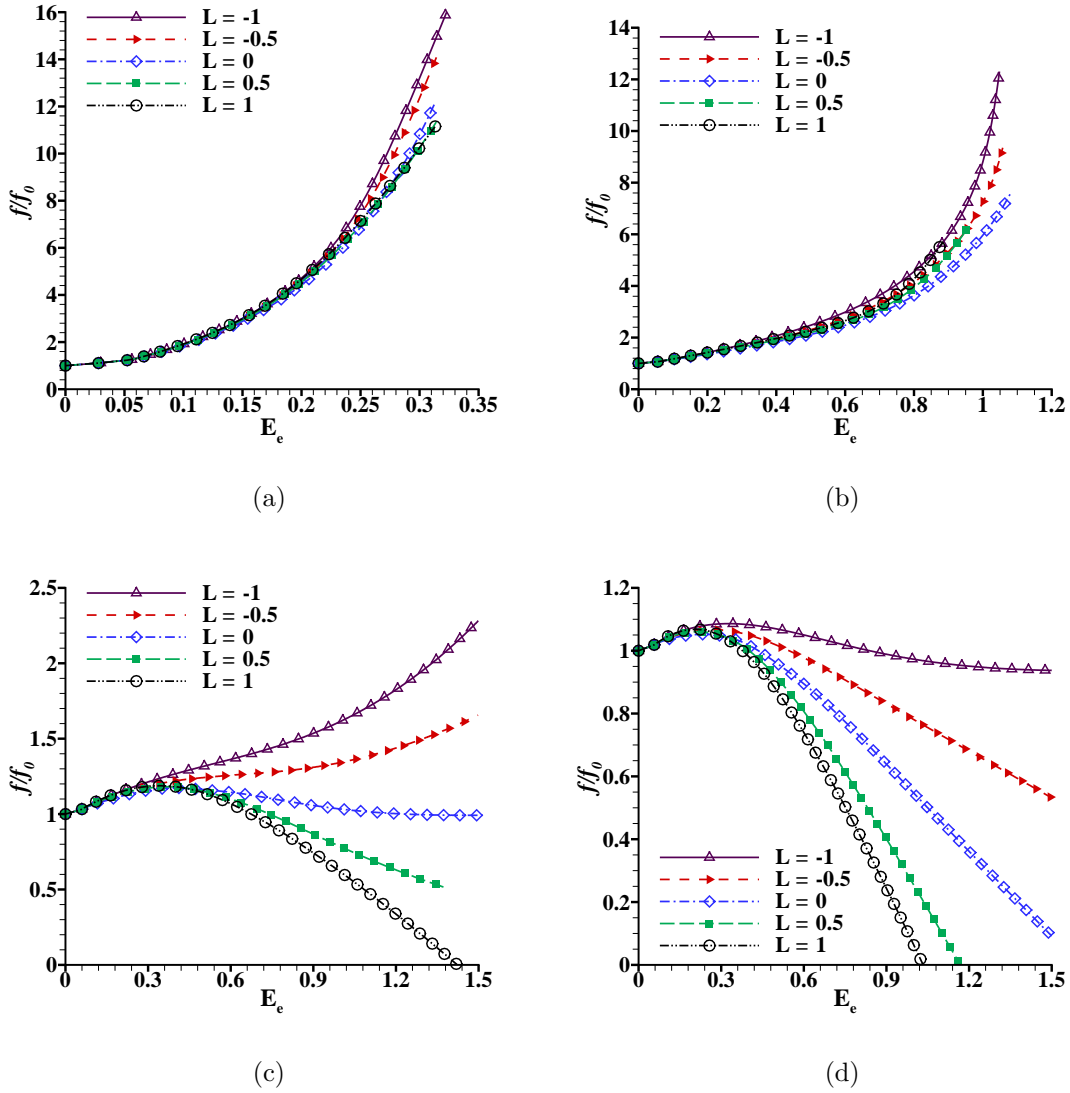 f/f0
16
14
12
10
8
6
4
2
0
L = -1
L = -0.5
L = 0
L = 0.5
L = 1
0 0.05 0.1 0.15 0.2 0.25 0.3 0.35
Ee
(a)
f/f0
14
12
10
8
6
4
2
0
L = -1
L = -0.5
L = 0
L = 0.5
L = 1
0 0.2 0.4 0.6 0.8 1 1.2
Ee
(b)
f/f0
2.5
2
1.5
1
0.5
0
L = -1
L = -0.5
L = 0
L = 0.5
L = 1
0 0.3 0.6 0.9 1.2 1.5
Ee
(c)
f/f0
1.2
1
0.8
0.6
0.4
0.2
0
L = -1
L = -0.5
L = 0
L = 0.5
L = 1
0 0.3 0.6 0.9 1.2 1.5
Ee
(d)